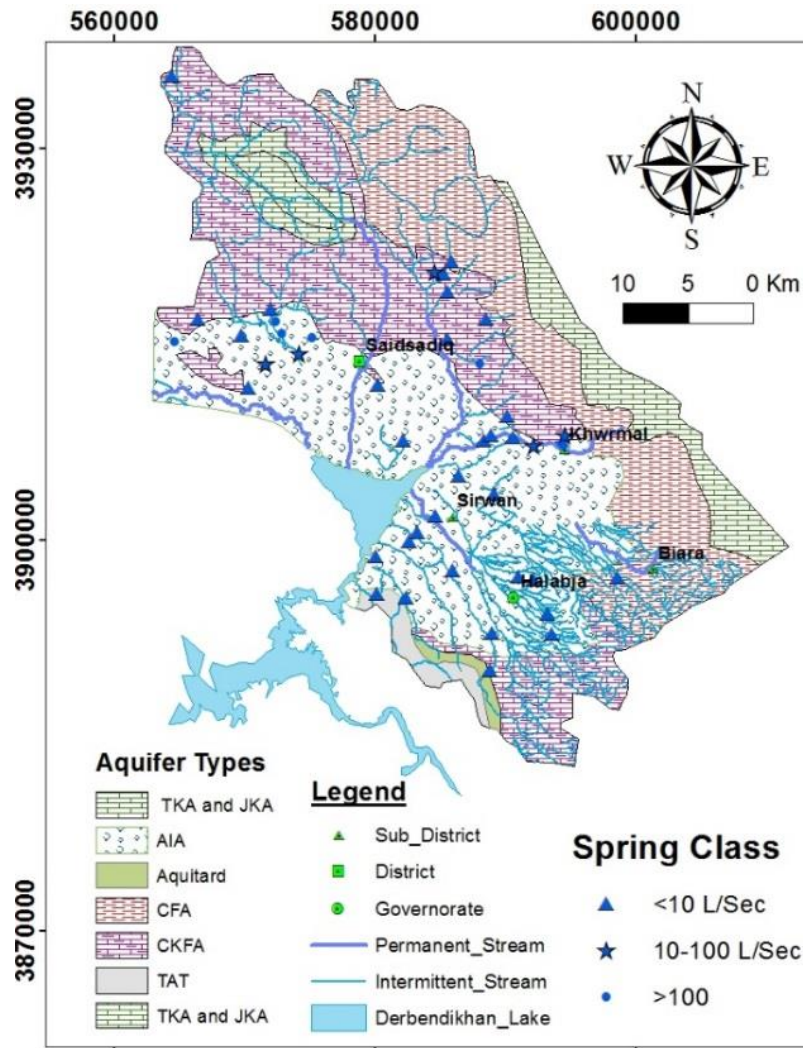 560000 580000 600000
3930000
N
W E
S
10 5 0 Km
Saidsadiq
Khwrmal
3900000
Sirwan
Biara
Halabja
Aquifer Types
TKA and JKA
AIA
Aquitard
CFA
CKFA
TAT
TKA and JKA
Legend
Sub_District
District
Governorate
Permanent_Stream
Intermittent_Stream
Derbendikhan_Lake
Spring Class
<10 L/Sec
10-100 L/Sec
>100
3870000